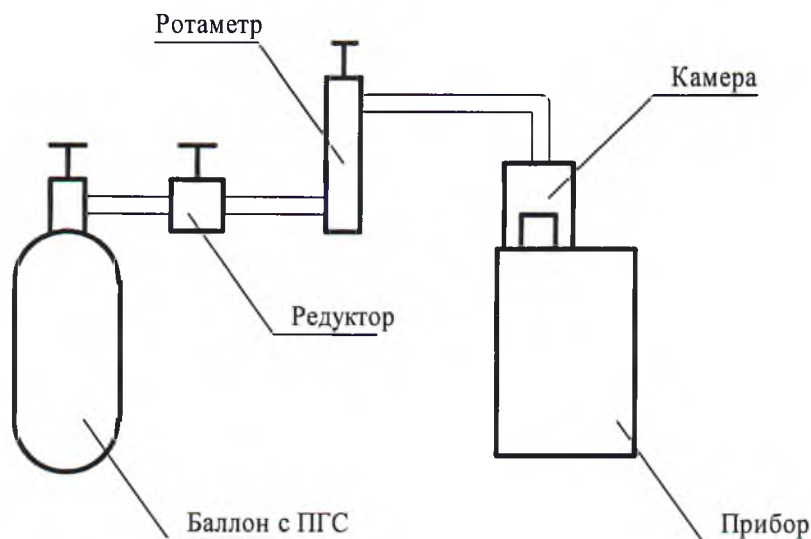 Ротаметр
Камера
Редуктор
Баллон с ПГС
Прибор